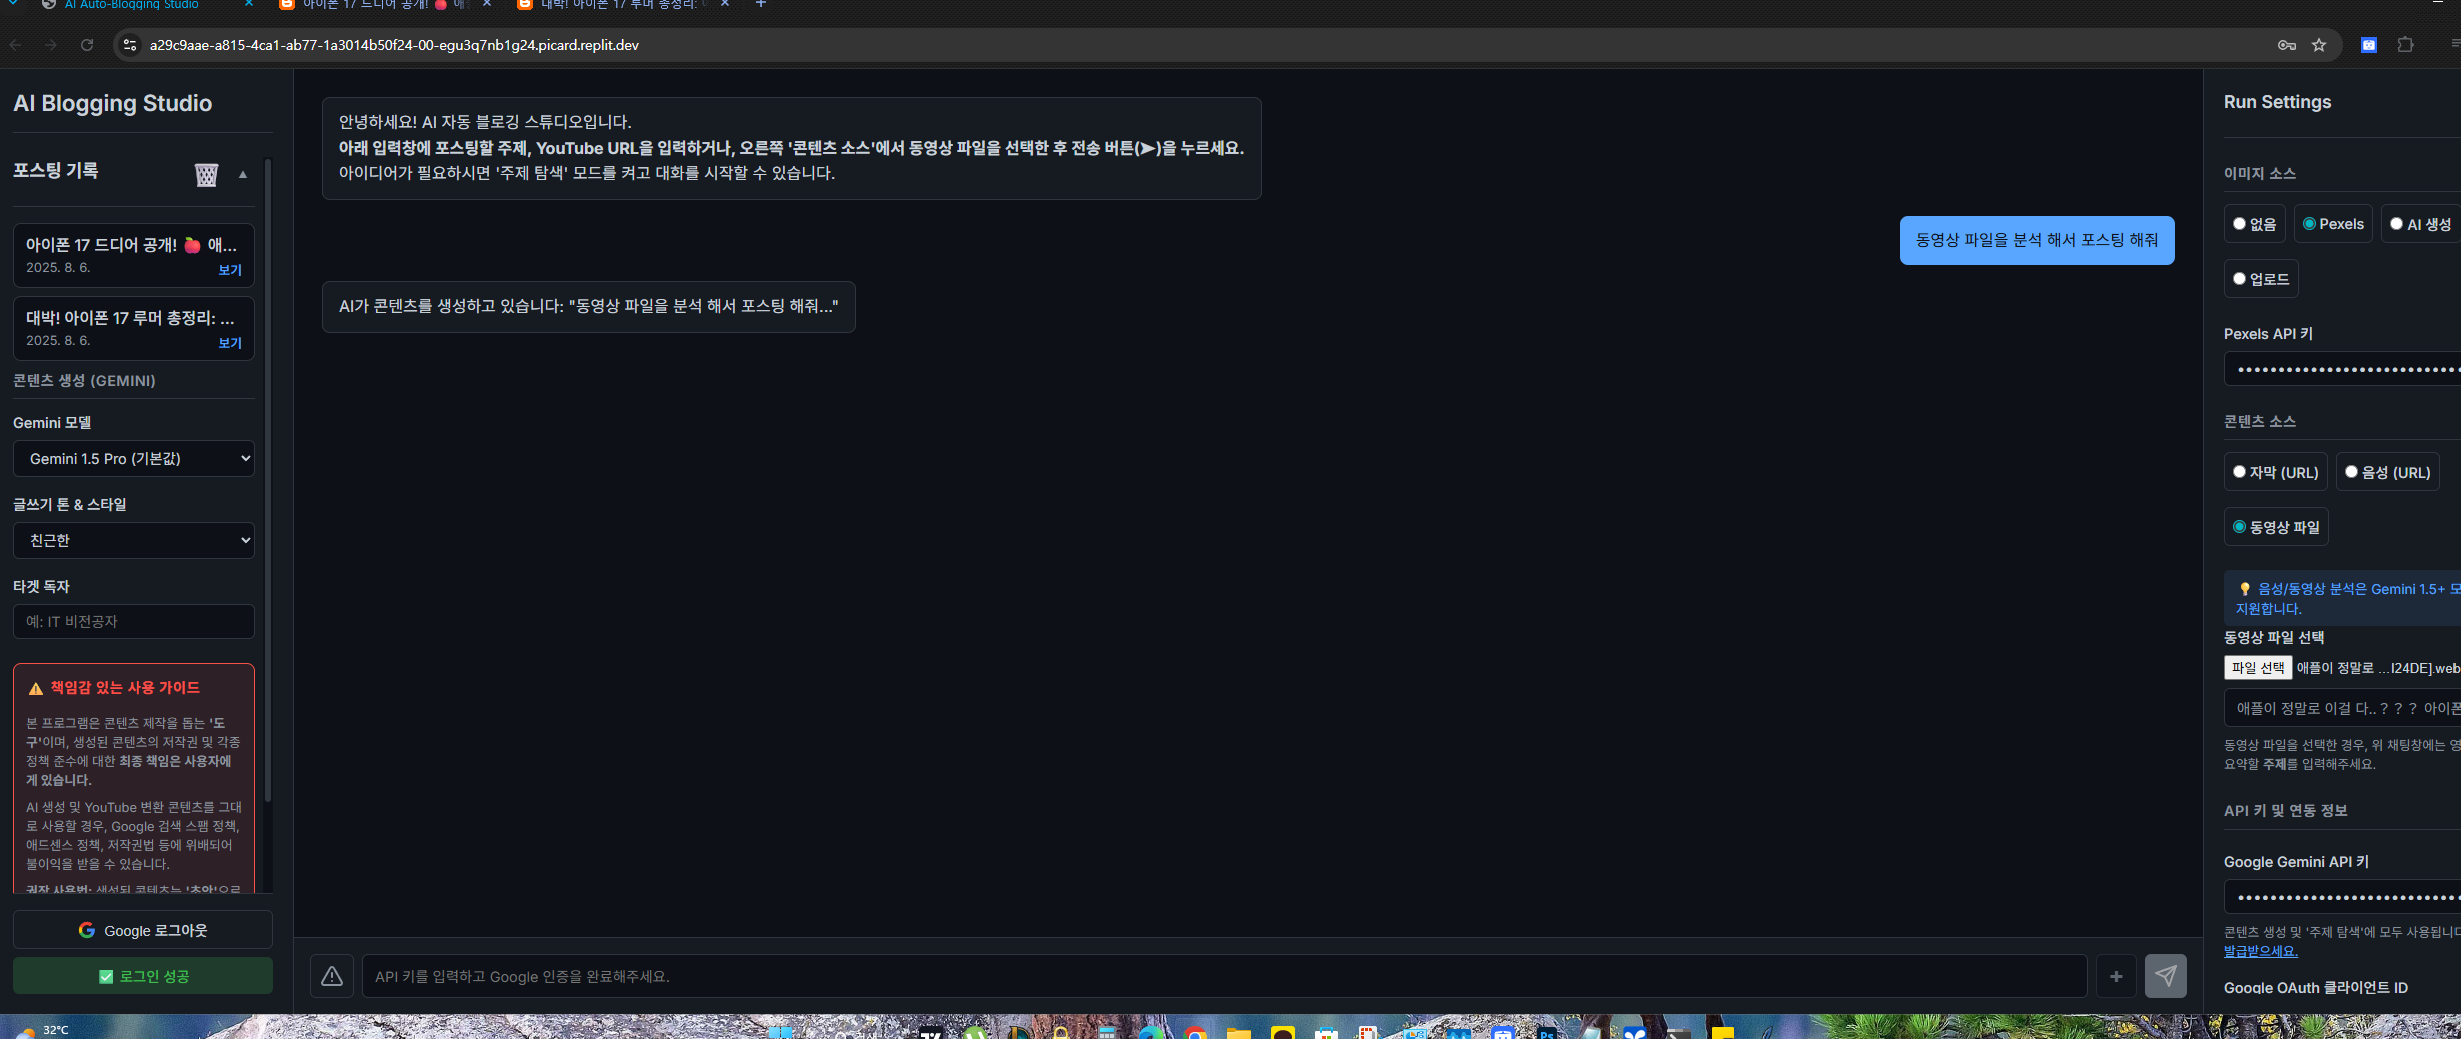 AI Auto-Blogging Studio
아이폰 17 드디어 공개! 🍎 애
대박! 아이폰 17 루머 총정리:
a29c9aae-a815-4ca1-ab77-1a3014b50f24-00-egu3q7nb1g24.picard.replit.dev
AI Blogging Studio
포스팅 기록
아이폰 17 드디어 공개! 🍎 애...
2025. 8. 6.
보기
대박! 아이폰 17 루머 총정리: ...
2025. 8. 6.
보기
콘텐츠 생성 (GEMINI)
Gemini 모델
Gemini 1.5 Pro (기본값)
글쓰기 톤 & 스타일
친근한
타겟 독자
예: IT 비전공자
⚠️ 책임감 있는 사용 가이드
본 프로그램은 콘텐츠 제작을 돕는 '도
구'이며, 생성된 콘텐츠의 저작권 및 각종
정책 준수에 대한 최종 책임은 사용자에
게 있습니다.
AI 생성 및 YouTube 변환 콘텐츠를 그대
로 사용할 경우, Google 검색 스팸 정책,
애드센스 정책, 저작권법 등에 위배되어
불이익을 받을 수 있습니다.
권장 사용법: 생성된 콘텐츠는 '초안'으로
Google 로그아웃
✅ 로그인 성공
안녕하세요! AI 자동 블로깅 스튜디오입니다.
아래 입력창에 포스팅할 주제, YouTube URL을 입력하거나, 오른쪽 '콘텐츠 소스'에서 동영상 파일을 선택한 후 전송 버튼(➤)을 누르세요.
아이디어가 필요하시면 '주제 탐색' 모드를 켜고 대화를 시작할 수 있습니다.
동영상 파일을 분석 해서 포스팅 해줘
AI가 콘텐츠를 생성하고 있습니다: "동영상 파일을 분석 해서 포스팅 해줘..."
API 키를 입력하고 Google 인증을 완료해주세요.
Run Settings
이미지 소스
없음
Pexels
AI 생성
업로드
Pexels API 키
콘텐츠 소스
자막 (URL)
음성 (URL)
동영상 파일
💡 음성/동영상 분석은 Gemini 1.5+ 모
지원합니다.
동영상 파일 선택
파일 선택 애플이 정말로 ...I24DE].web
애플이 정말로 이걸 다..？？？ 아이폰
동영상 파일을 선택한 경우, 위 채팅창에는 영
요약할 주제를 입력해주세요.
API 키 및 연동 정보
Google Gemini API 키
콘텐츠 생성 및 '주제 탐색'에 모두 사용됩니다
발급받으세요.
Google OAuth 클라이언트 ID
32°C